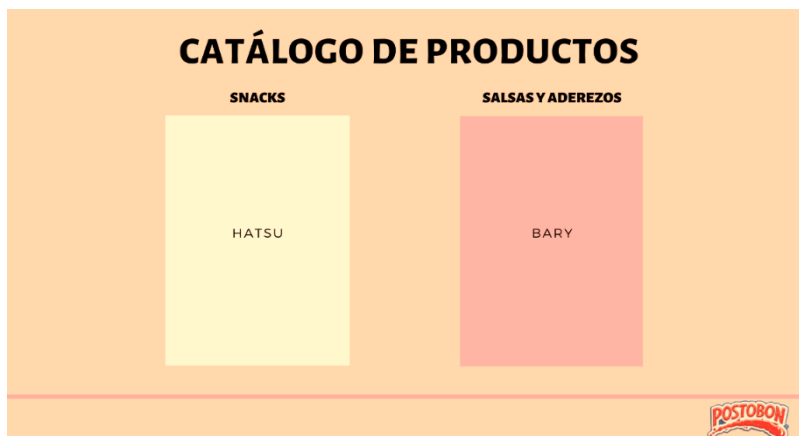 CATÁLOGO DE PRODUCTOS
SNACKS
HATSU
SALSAS Y ADEREZOS
BARY
POSTOBON